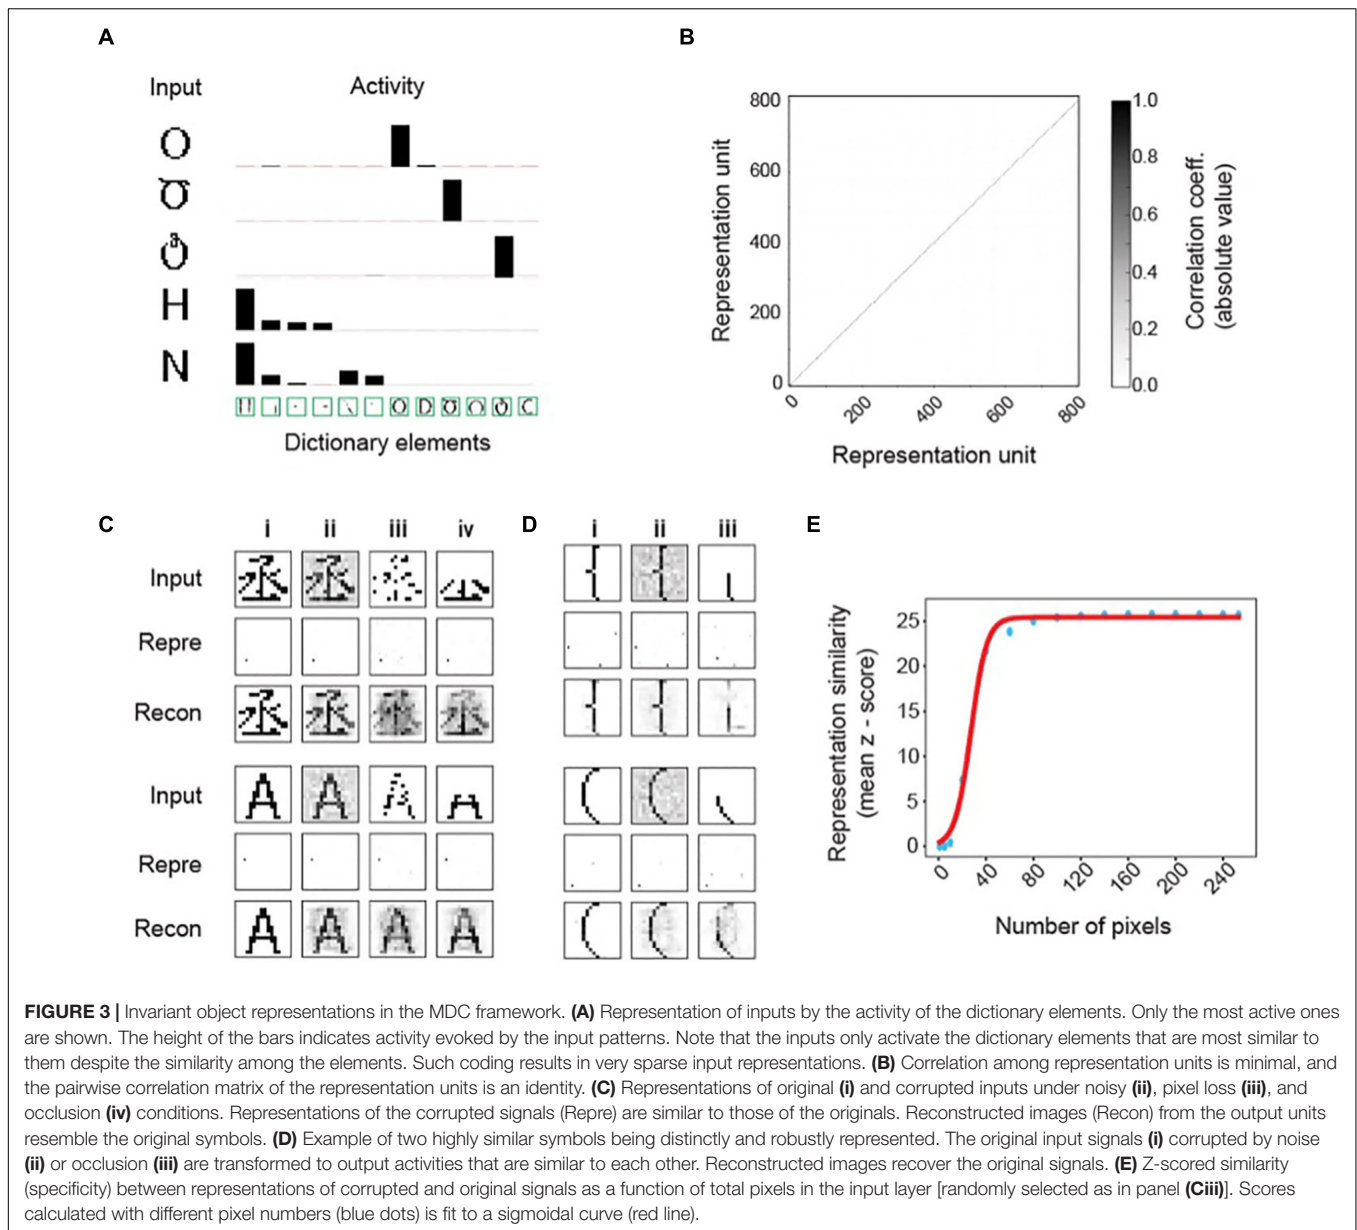 A
Input Activity
O
H
N
Dictionary elements
B
Representation unit
800
600
400
200
0
0 200 400 600 800
Representation unit
1.0
0.8
0.6
0.4
0.2
0.0
Correlation coeff.
(absolute value)
C
i ii iii iv
Input
Repre
Recon
Input
A A A A
Repre
Recon
A A A A
D
i ii iii
E
Representation similarity
(mean z - score)
25
20
15
10
5
0
0 40 80 120 160 200 240
Number of pixels
FIGURE 3 | Invariant object representations in the MDC framework. (A) Representation of inputs by the activity of the dictionary elements. Only the most active ones
are shown. The height of the bars indicates activity evoked by the input patterns. Note that the inputs only activate the dictionary elements that are most similar to
them despite the similarity among the elements. Such coding results in very sparse input representations. (B) Correlation among representation units is minimal, and
the pairwise correlation matrix of the representation units is an identity. (C) Representations of original (i) and corrupted inputs under noisy (ii), pixel loss (iii), and
occlusion (iv) conditions. Representations of the corrupted signals (Repre) are similar to those of the originals. Reconstructed images (Recon) from the output units
resemble the original symbols. (D) Example of two highly similar symbols being distinctly and robustly represented. The original input signals (i) corrupted by noise
(ii) or occlusion (iii) are transformed to output activities that are similar to each other. Reconstructed images recover the original signals. (E) Z-scored similarity
(specificity) between representations of corrupted and original signals as a function of total pixels in the input layer [randomly selected as in panel (Ciii)]. Scores
calculated with different pixel numbers (blue dots) is fit to a sigmoidal curve (red line).